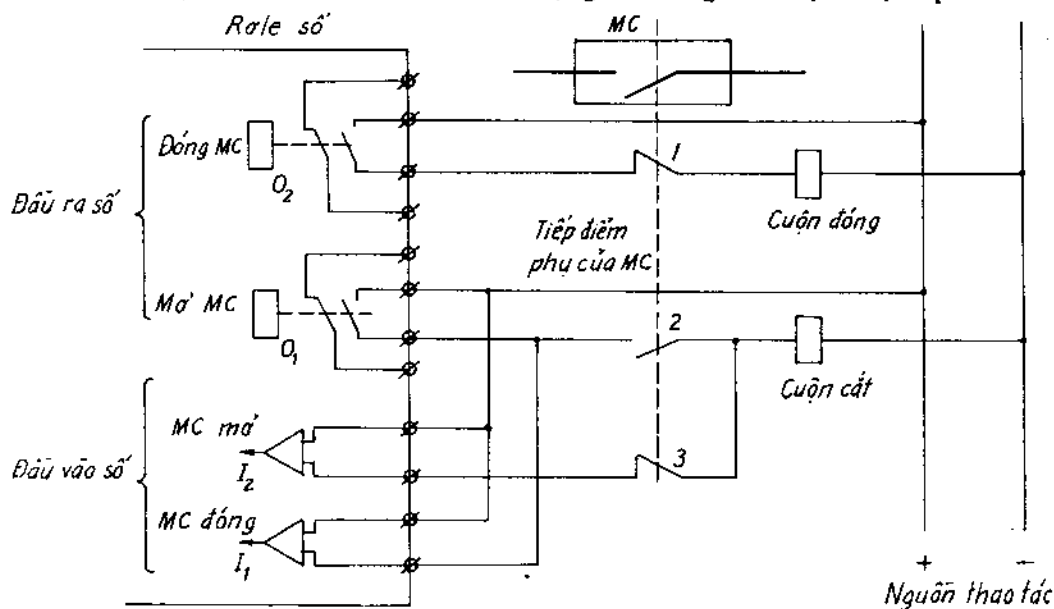 Rơle số
MC
Đóng MC
O₂
1
Cuộn đóng
Đầu ra số
Tiếp điểm
phụ của MC
Mở MC
O₁
2
Cuộn cắt
MC mở
I₂
3
Đầu vào số
MC đóng
I₁
+
−
Nguồn thao tác